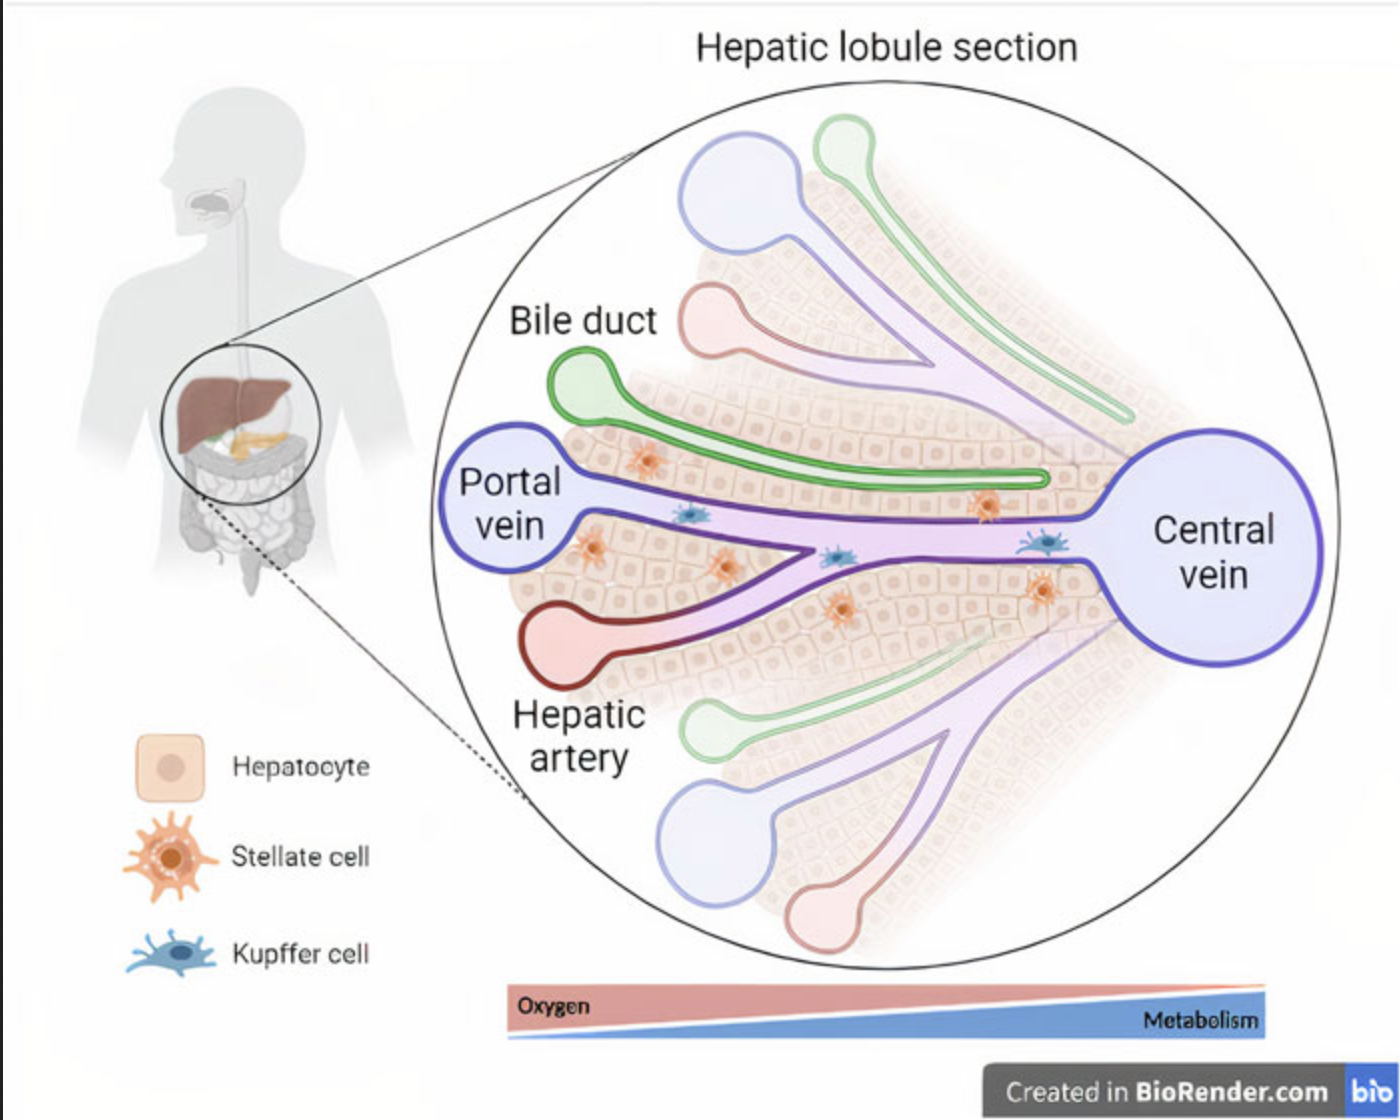 Hepatic lobule section
Bile duct
Portal
vein
Central
vein
Hepatic
artery
Hepatocyte
Stellate cell
Kupffer cell
Oxygen
Metabolism
Created in BioRender.com bio